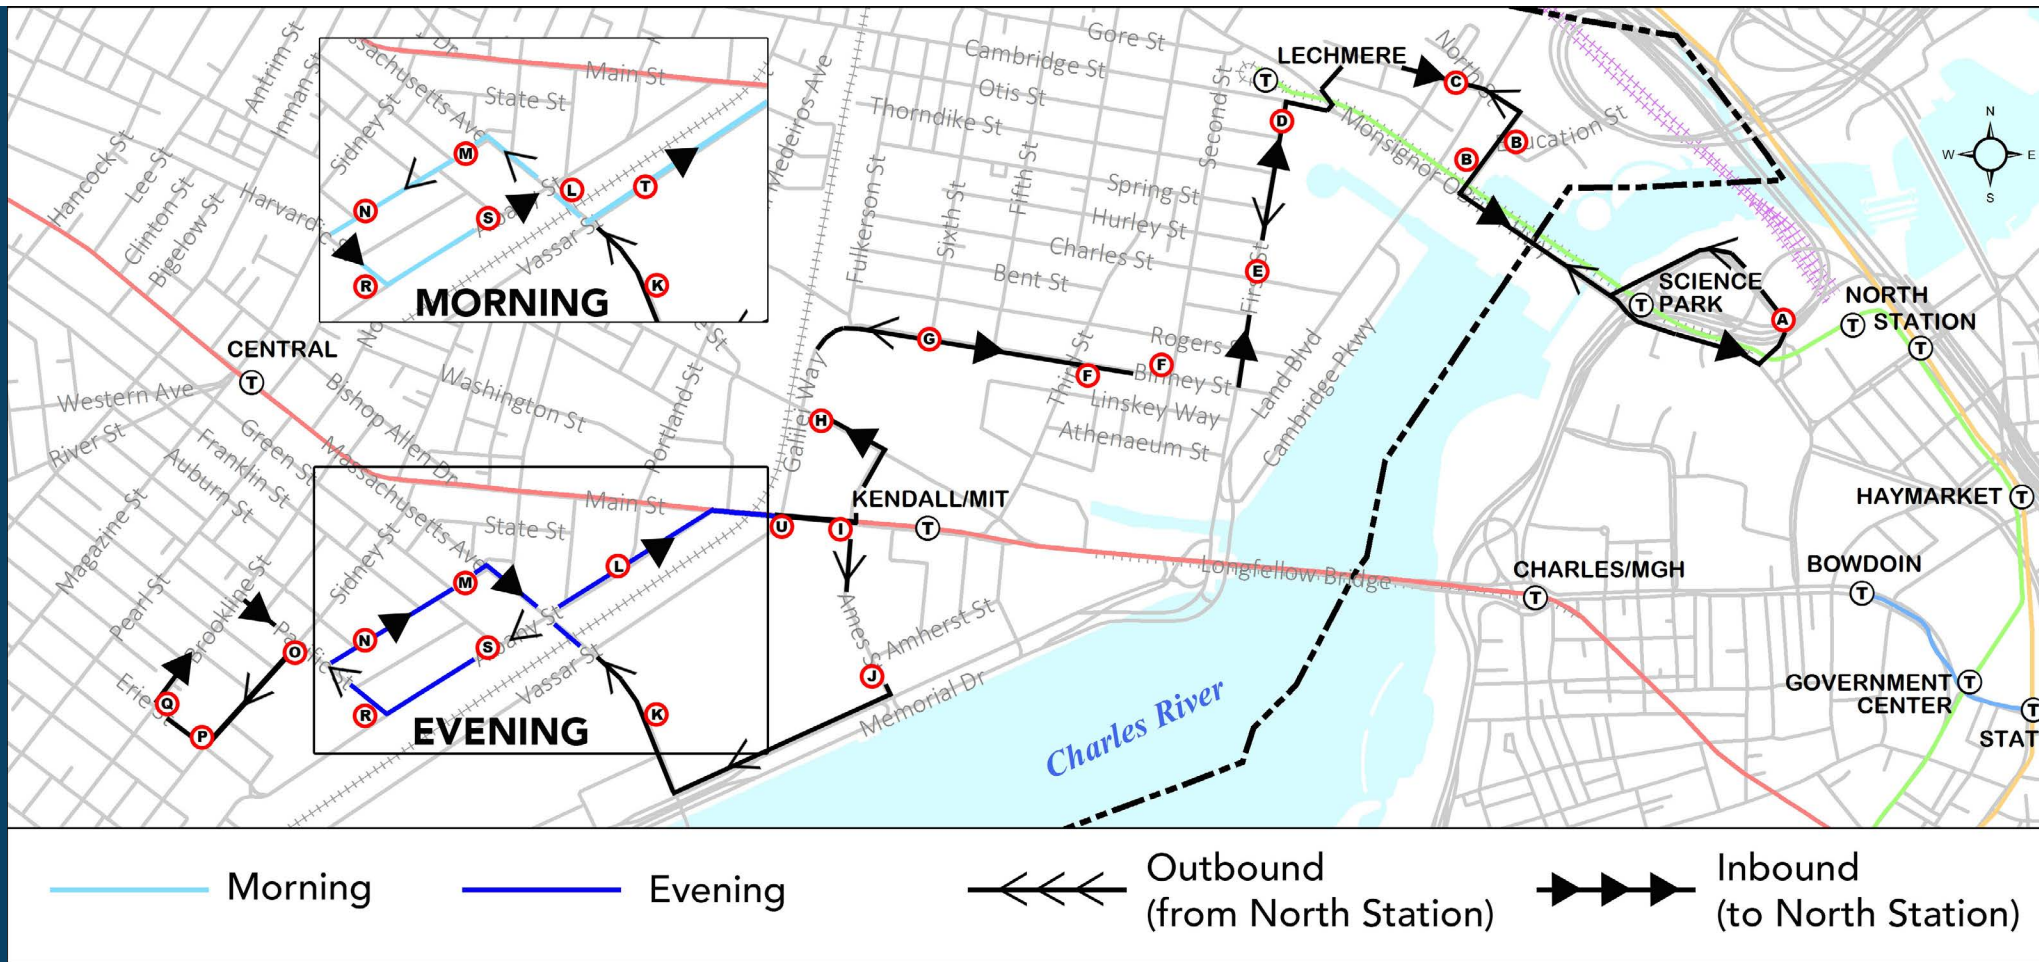 Gore St
Cambridge St
Otis St
Thorndike St
Second St
LECHMERE
T
North St
C
D
B
B
Monsignor O'
Spring St
Hurley St
Charles St
Bent St
Fifth St
Sixth St
Fulkerson St
Medeiros Ave
Antrim St
Inman St
Hancock St
Lee St
Clinton St
Bigelow St
Harvard
Sidney St
Main St
State St
M
N
L
T
S
R
K
Vassar St
MORNING
N
W
E
S
E
SCIENCE
PARK
T
A
NORTH
STATION
T
T
Rogers
Binney St
Linskey Way
Athenaeum St
Third St
Land Blvd
Cambridge Pkwy
G
F
F
Galilei Way
H
CENTRAL
T
Western Ave
River St
Washington St
Portland St
Bishop Allen Dr
Massachusetts Ave
Green St
Franklin St
Auburn St
Magazine St
Pearl St
Brookline St
Erie St
Pacific St
O
Q
P
Main St
State St
Sidney St
M
N
L
S
R
K
Albany St
Vassar St
EVENING
U
I
KENDALL/MIT
T
Ames St
Amherst St
J
Memorial Dr
Longfellow Bridge
Charles River
CHARLES/MGH
T
HAYMARKET
T
BOWDOIN
T
GOVERNMENT
CENTER
T
T
STAT
Morning
Evening
Outbound
(from North Station)
Inbound
(to North Station)